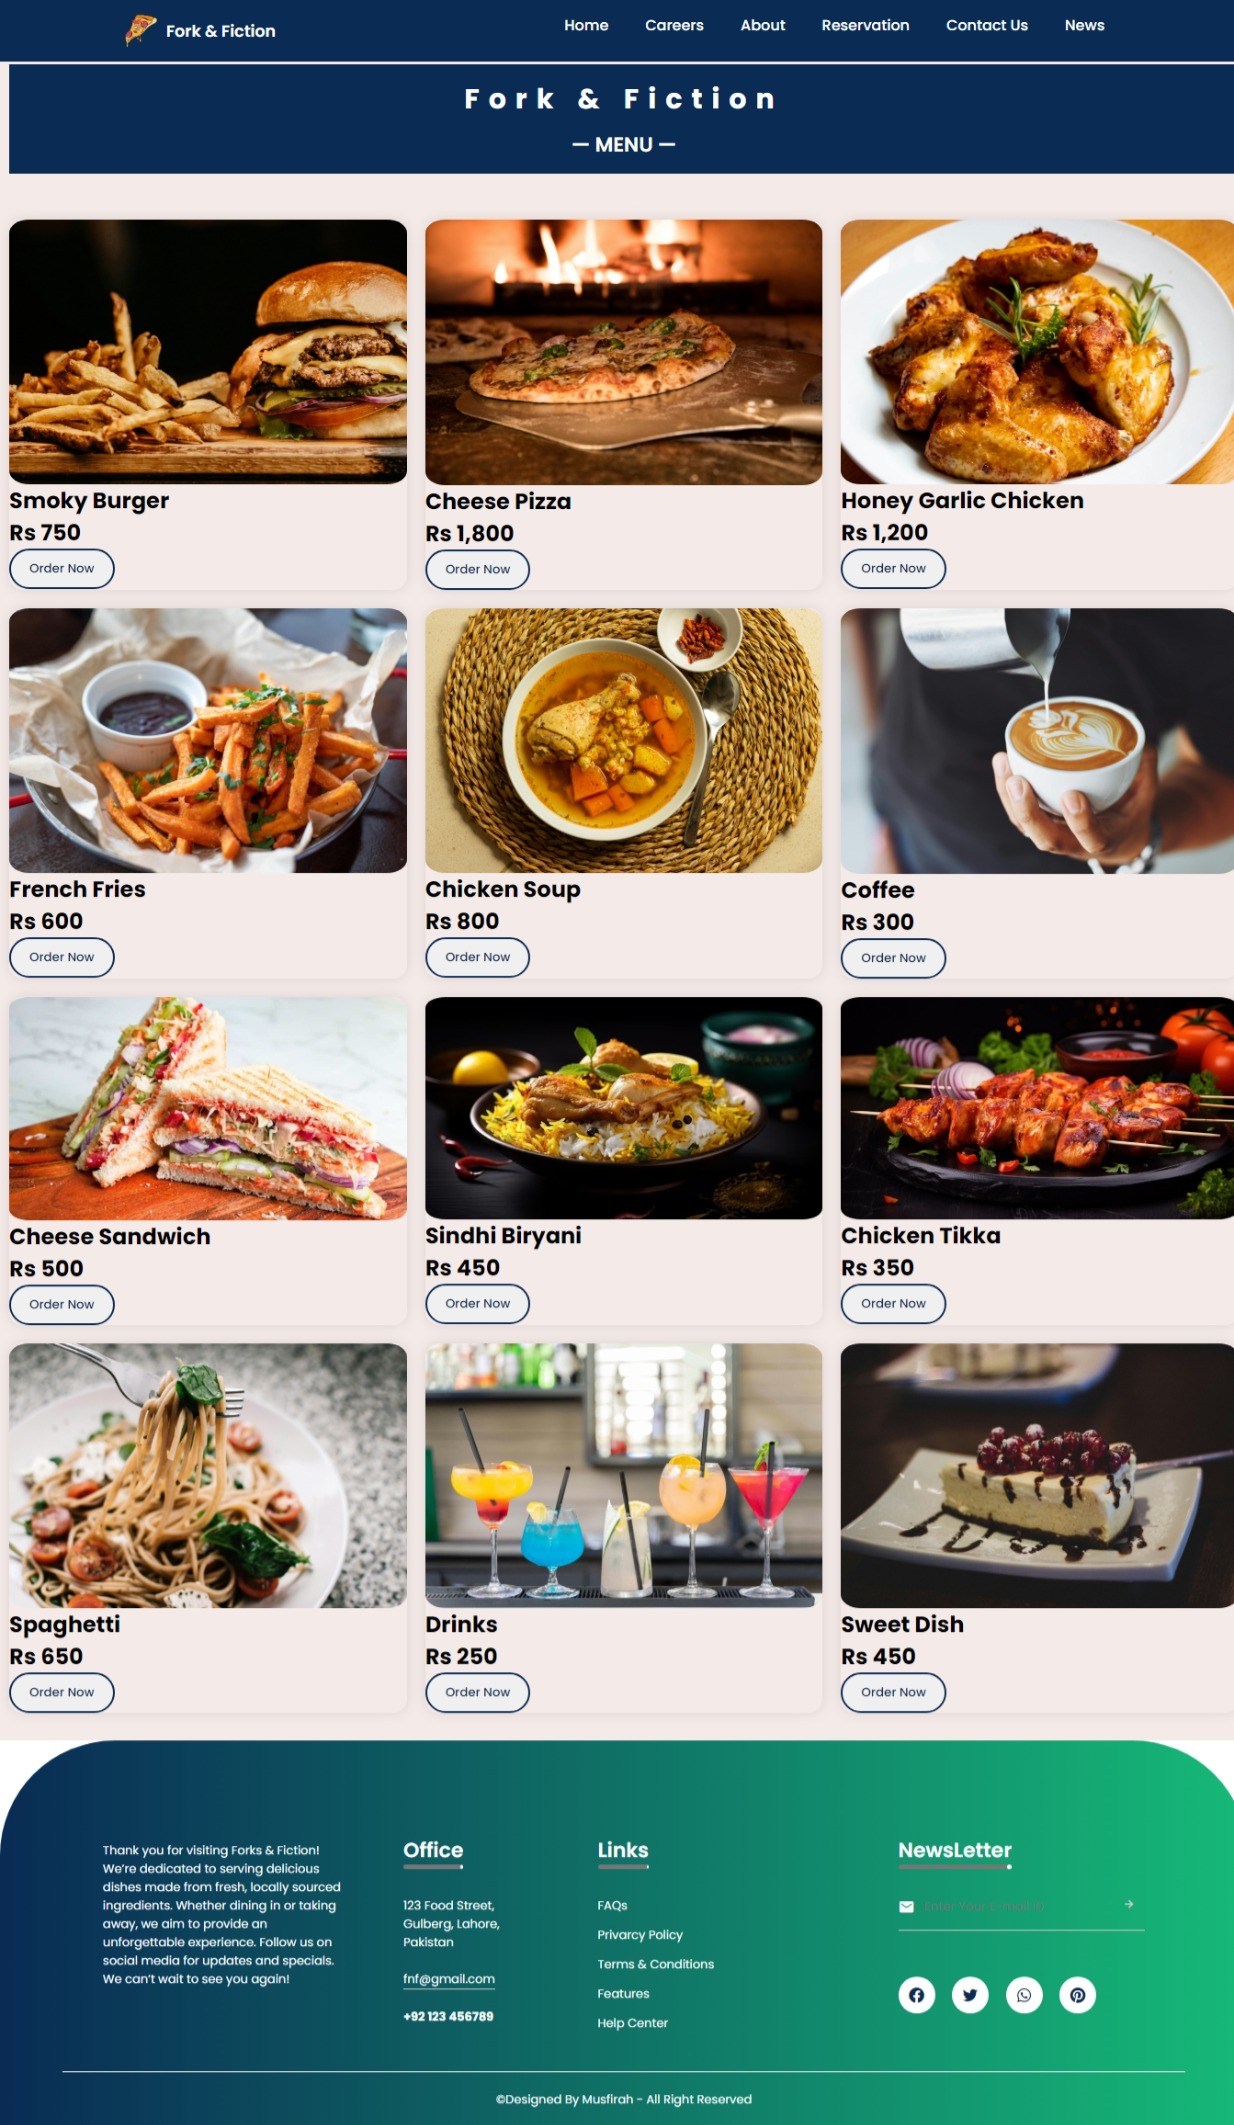 Fork & Fiction
Home Careers About Reservation Contact Us News
Fork & Fiction
— MENU —
Smoky Burger
Rs 750
Order Now
Cheese Pizza
Rs 1,800
Order Now
Honey Garlic Chicken
Rs 1,200
Order Now
French Fries
Rs 600
Order Now
Chicken Soup
Rs 800
Order Now
Coffee
Rs 300
Order Now
Cheese Sandwich
Rs 500
Order Now
Sindhi Biryani
Rs 450
Order Now
Chicken Tikka
Rs 350
Order Now
Spaghetti
Rs 650
Order Now
Drinks
Rs 250
Order Now
Sweet Dish
Rs 450
Order Now
Thank you for visiting Forks & Fiction!
We're dedicated to serving delicious
dishes made from fresh, locally sourced
ingredients. Whether dining in or taking
away, we aim to provide an
unforgettable experience. Follow us on
social media for updates and specials.
We can't wait to see you again!
Office
123 Food Street,
Gulberg, Lahore,
Pakistan
fnf@gmail.com
+92 123 456789
Links
FAQs
Privarcy Policy
Terms & Conditions
Features
Help Center
NewsLetter
Enter Your E-mail ID
©Designed By Musfirah - All Right Reserved